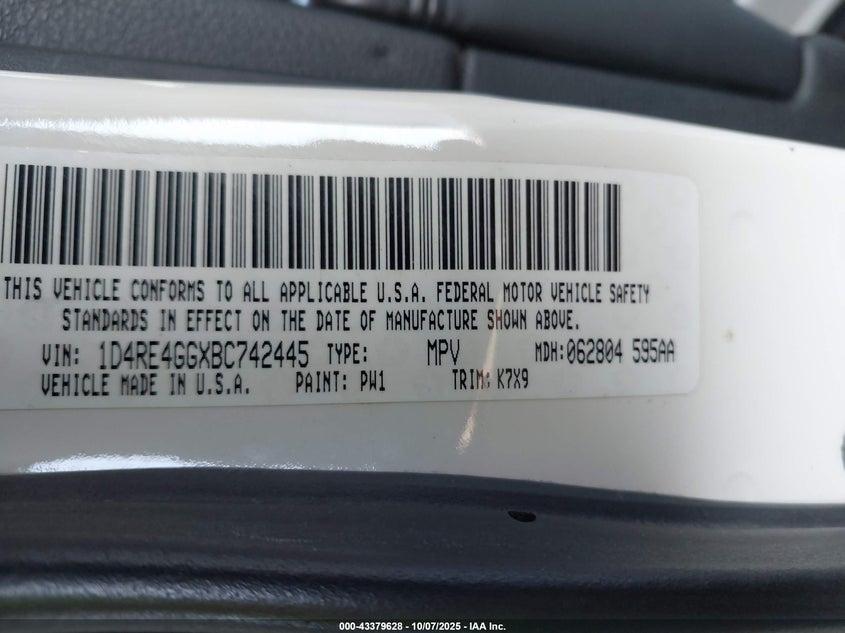 THIS VEHICLE CONFORMS TO ALL APPLICABLE U.S.A. FEDERAL MOTOR VEHICLE SAFETY
STANDARDS IN EFFECT ON THE DATE OF MANUFACTURE SHOWN ABOVE.
VIN: 1D4RE4GGXBC742445 TYPE: MPV MDH:062804 595AA
VEHICLE MADE IN U.S.A. PAINT: PW1 TRIM: K7X9
000-43379628 - 10/07/2025 - IAA Inc.